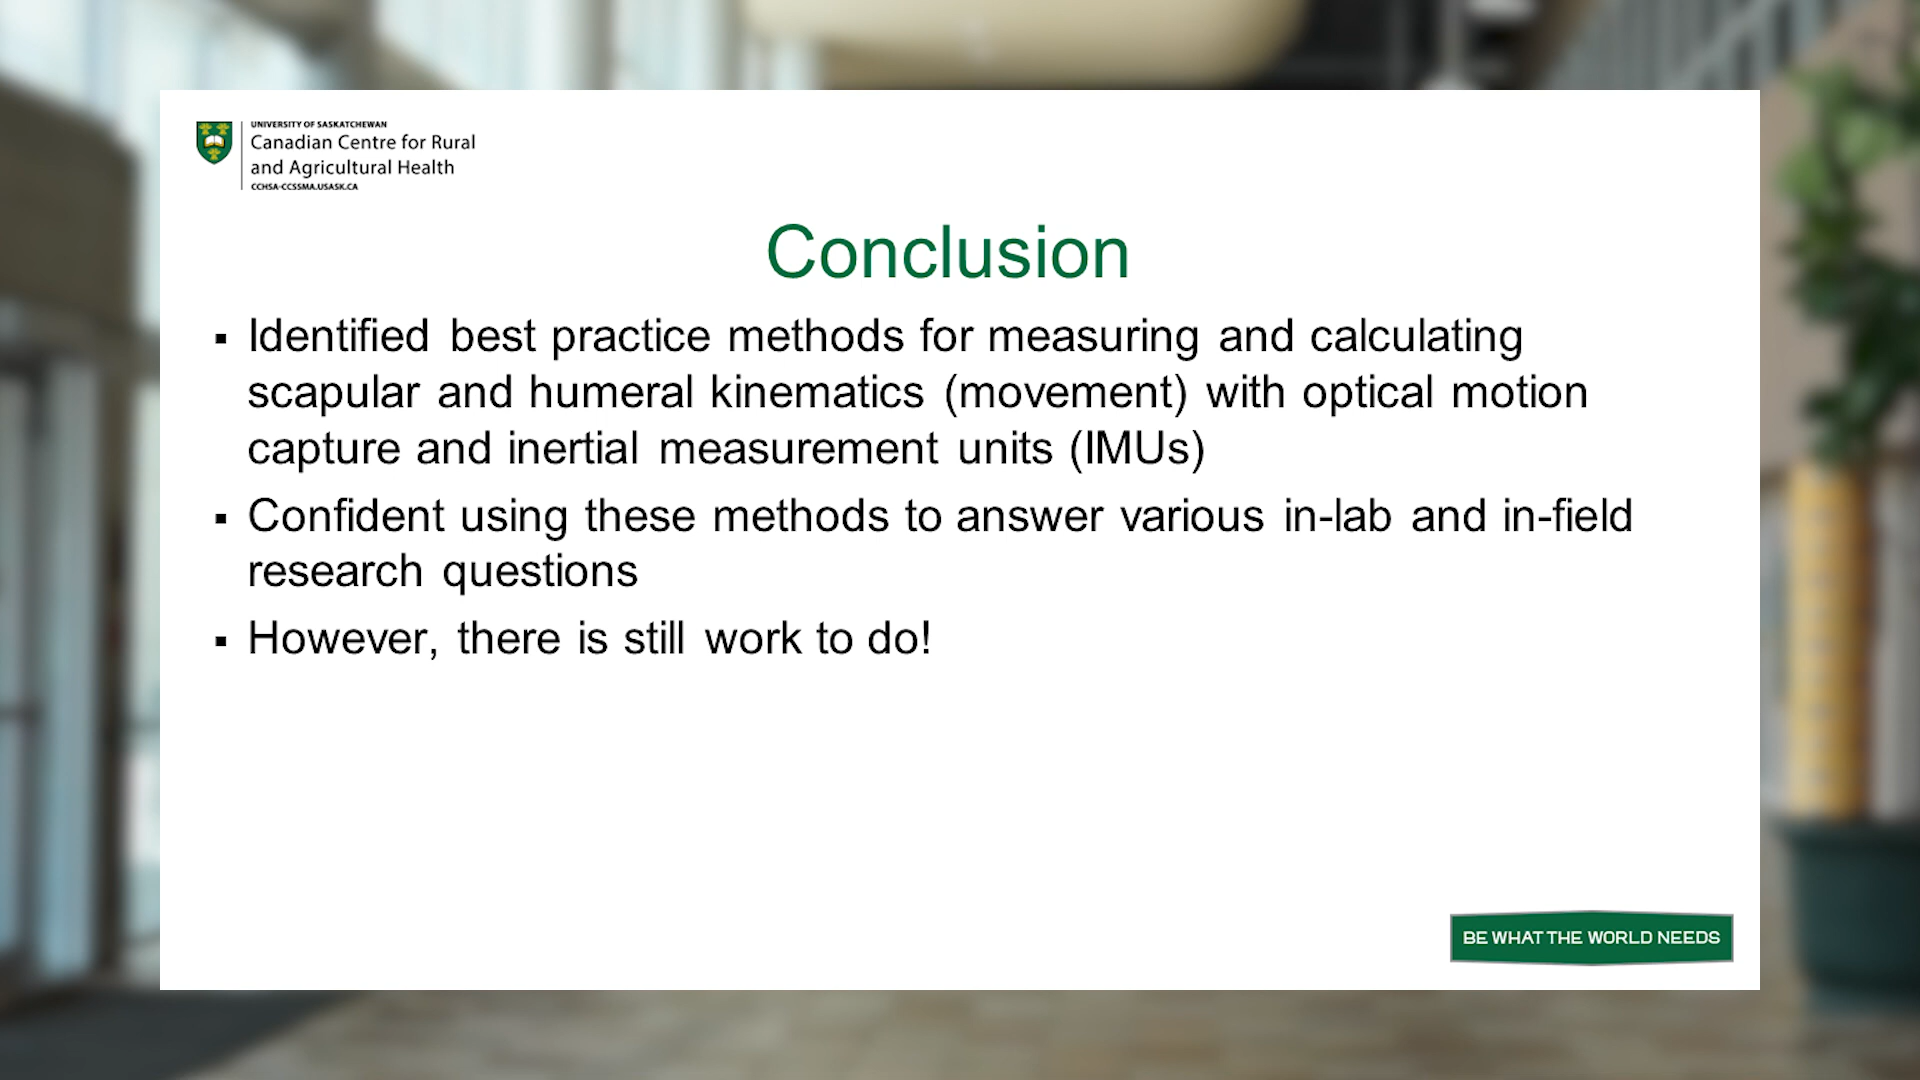 UNIVERSITY OF SASKATCHEWAN
Canadian Centre for Rural
and Agricultural Health
CCHSA-CCSSMA.USASK.CA
Conclusion
▪ Identified best practice methods for measuring and calculating
scapular and humeral kinematics (movement) with optical motion
capture and inertial measurement units (IMUs)
▪ Confident using these methods to answer various in-lab and in-field
research questions
▪ However, there is still work to do!
BE WHAT THE WORLD NEEDS